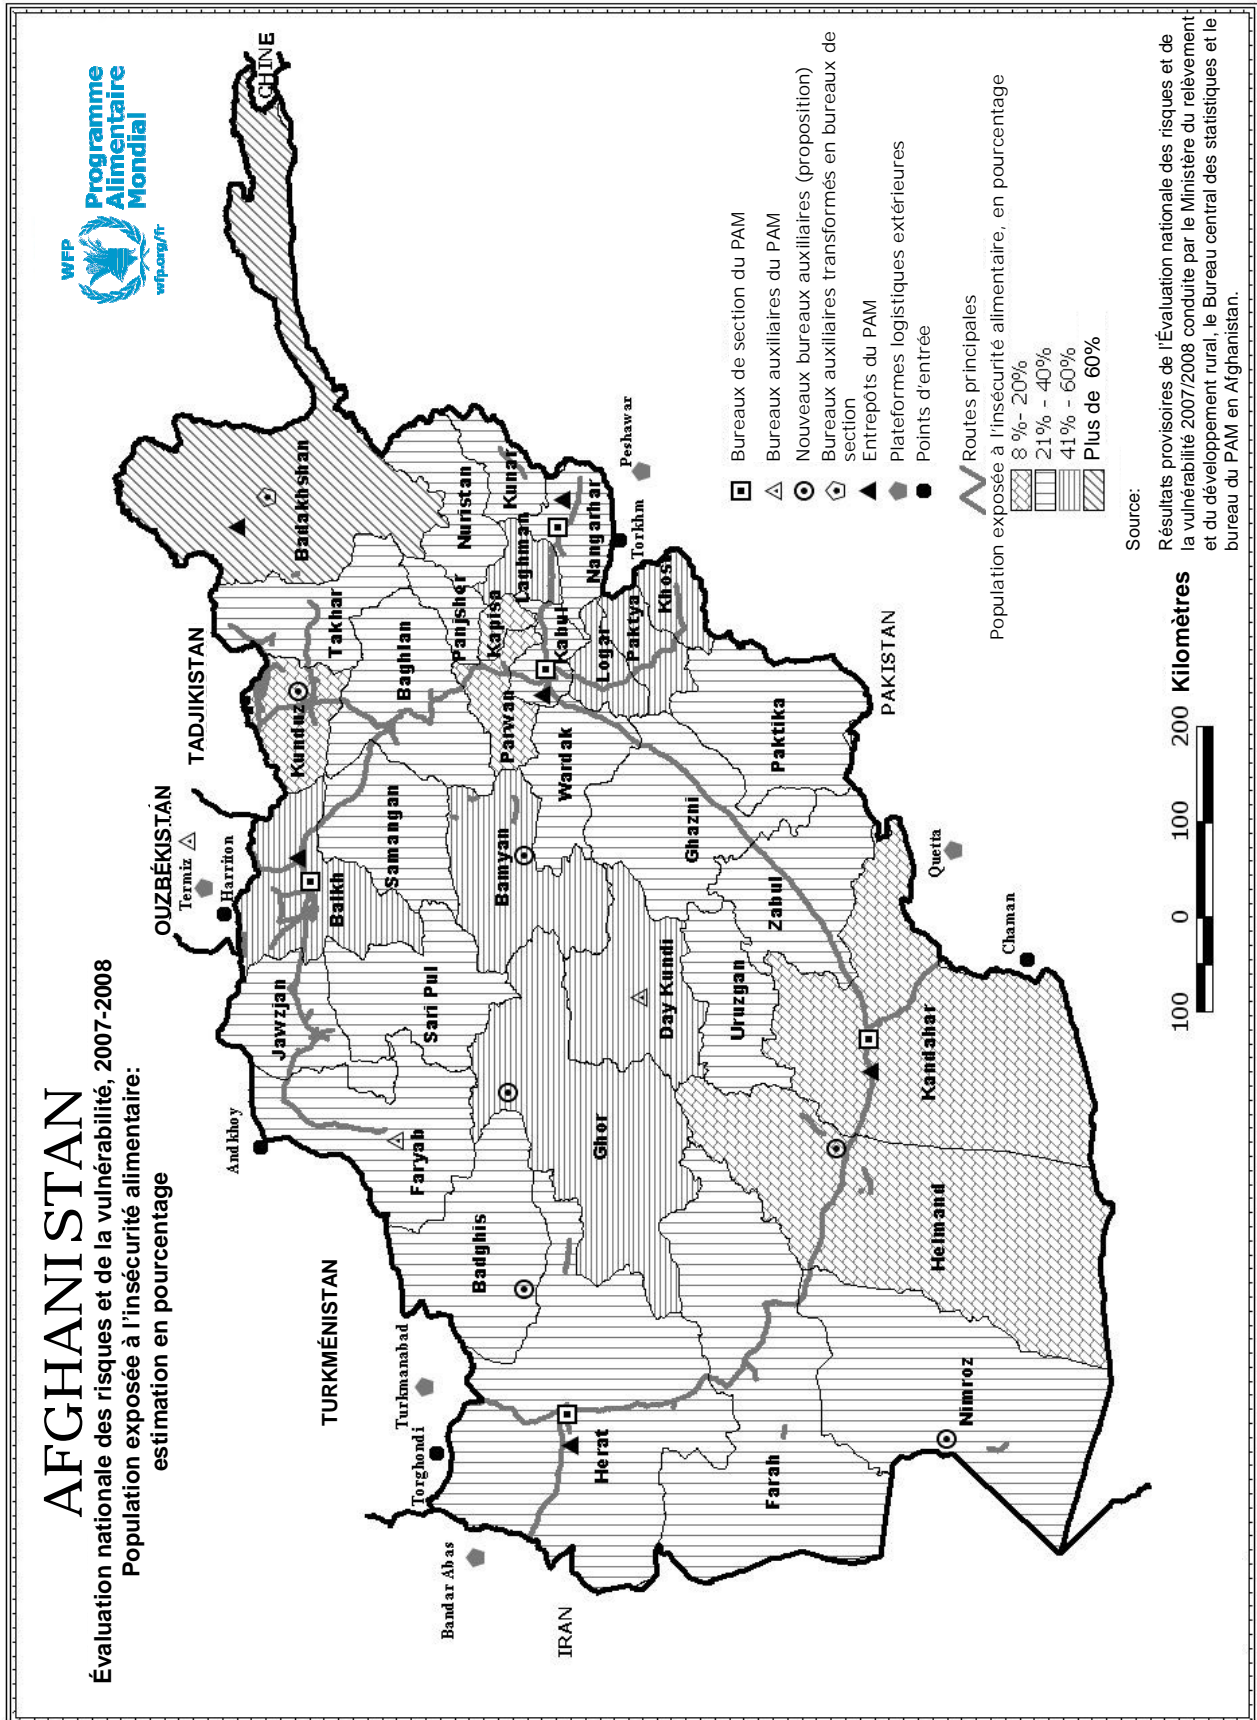 AFGHANISTAN
Évaluation nationale des risques et de la vulnérabilité, 2007-2008
Population exposée à l'insécurité alimentaire:
estimation en pourcentage
WFP
Programme
Alimentaire
Mondial
wfp.org/fr
CHINE
TADJIKISTAN
OUZBÉKISTAN
Termiz
Harriton
Andkhoy
TURKMÉNISTAN
Turkmanabad
Torghondi
Bandar Abas
IRAN
Badakhshan
Takhar
Kunduz
Balkh
Jawzjan
Samangan
Baghlan
Sari Pul
Faryab
Badghis
Nuristan
Kunar
Panjsher
Kapisa
Laghman
Parwan
Bamyan
Kabul
Nangarhar
Wardak
Logar
Paktya
Khost
Ghor
Herat
Day Kundi
Ghazni
Uruzgan
Zabul
Paktika
Farah
Nimroz
Helmand
Kandahar
Peshawar
Torkhm
PAKISTAN
Quetta
Chaman
Bureaux de section du PAM
Bureaux auxiliaires du PAM
Nouveaux bureaux auxiliaires (proposition)
Bureaux auxiliaires transformés en bureaux de
section
Entrepôts du PAM
Plateformes logistiques extérieures
Points d'entrée
Routes principales
Population exposée à l'insécurité alimentaire, en pourcentage
8 %- 20%
21% - 40%
41% - 60%
Plus de 60%
100 0 100 200 Kilomètres
Source:
Résultats provisoires de l'Évaluation nationale des risques et de
la vulnérabilité 2007/2008 conduite par le Ministère du relèvement
et du développement rural, le Bureau central des statistiques et le
bureau du PAM en Afghanistan.